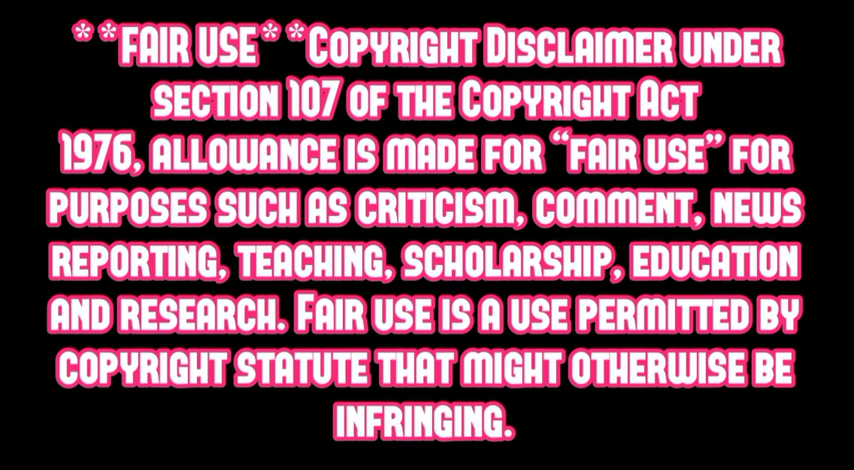 **FAIR USE**Copyright Disclaimer under
section 107 of the Copyright Act
1976, allowance is made for “fair use” for
purposes such as criticism, comment, news
reporting, teaching, scholarship, education
and research. Fair use is a use permitted by
copyright statute that might otherwise be
infringing.